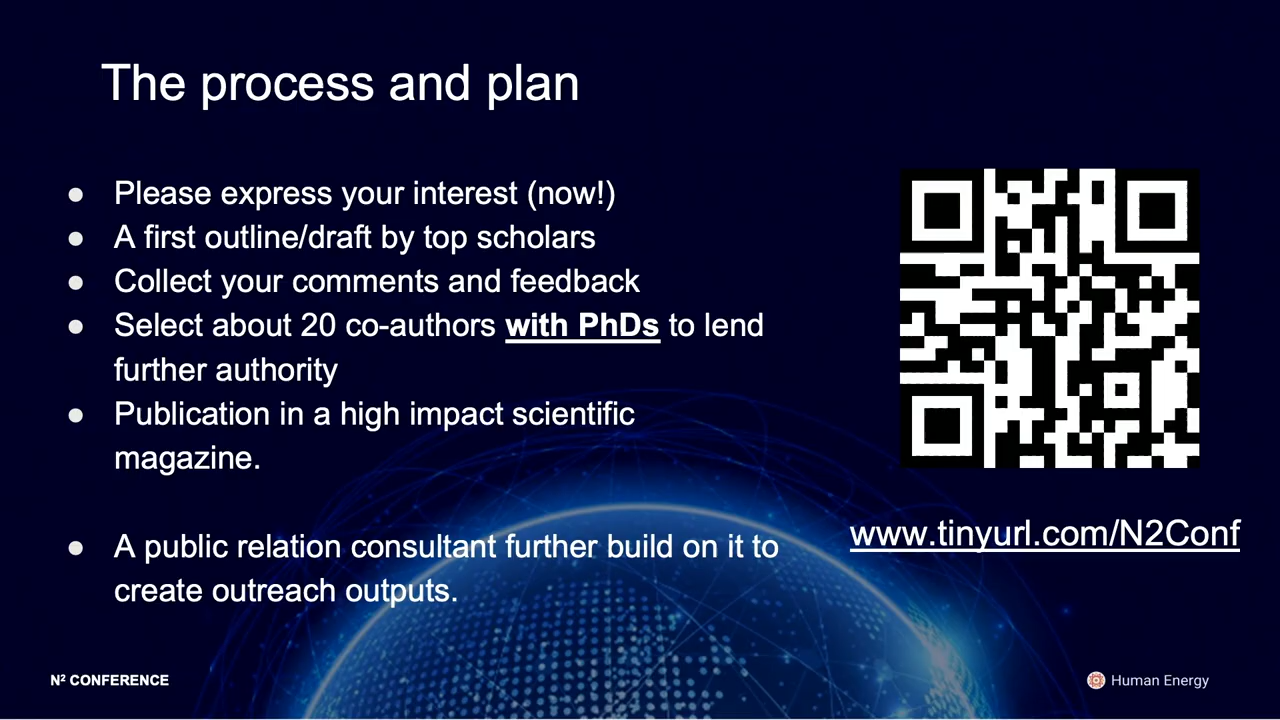 The process and plan
● Please express your interest (now!)
● A first outline/draft by top scholars
● Collect your comments and feedback
● Select about 20 co-authors with PhDs to lend
further authority
● Publication in a high impact scientific
magazine.
● A public relation consultant further build on it to
create outreach outputs.
www.tinyurl.com/N2Conf
N² CONFERENCE
Human Energy